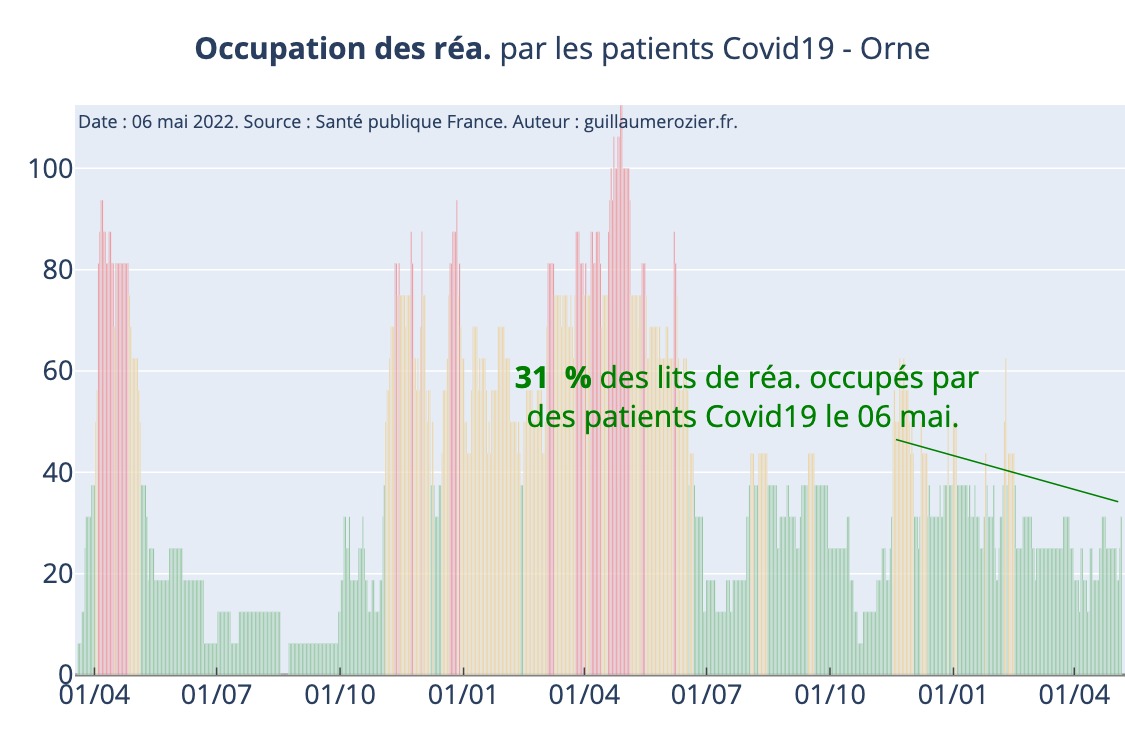 Occupation des réa. par les patients Covid19 - Orne
Date : 06 mai 2022. Source : Santé publique France. Auteur : guillaumerozier.fr.
100
80
60
40
20
0
31 % des lits de réa. occupés par
des patients Covid19 le 06 mai.
01/04 01/07 01/10 01/01 01/04 01/07 01/10 01/01 01/04